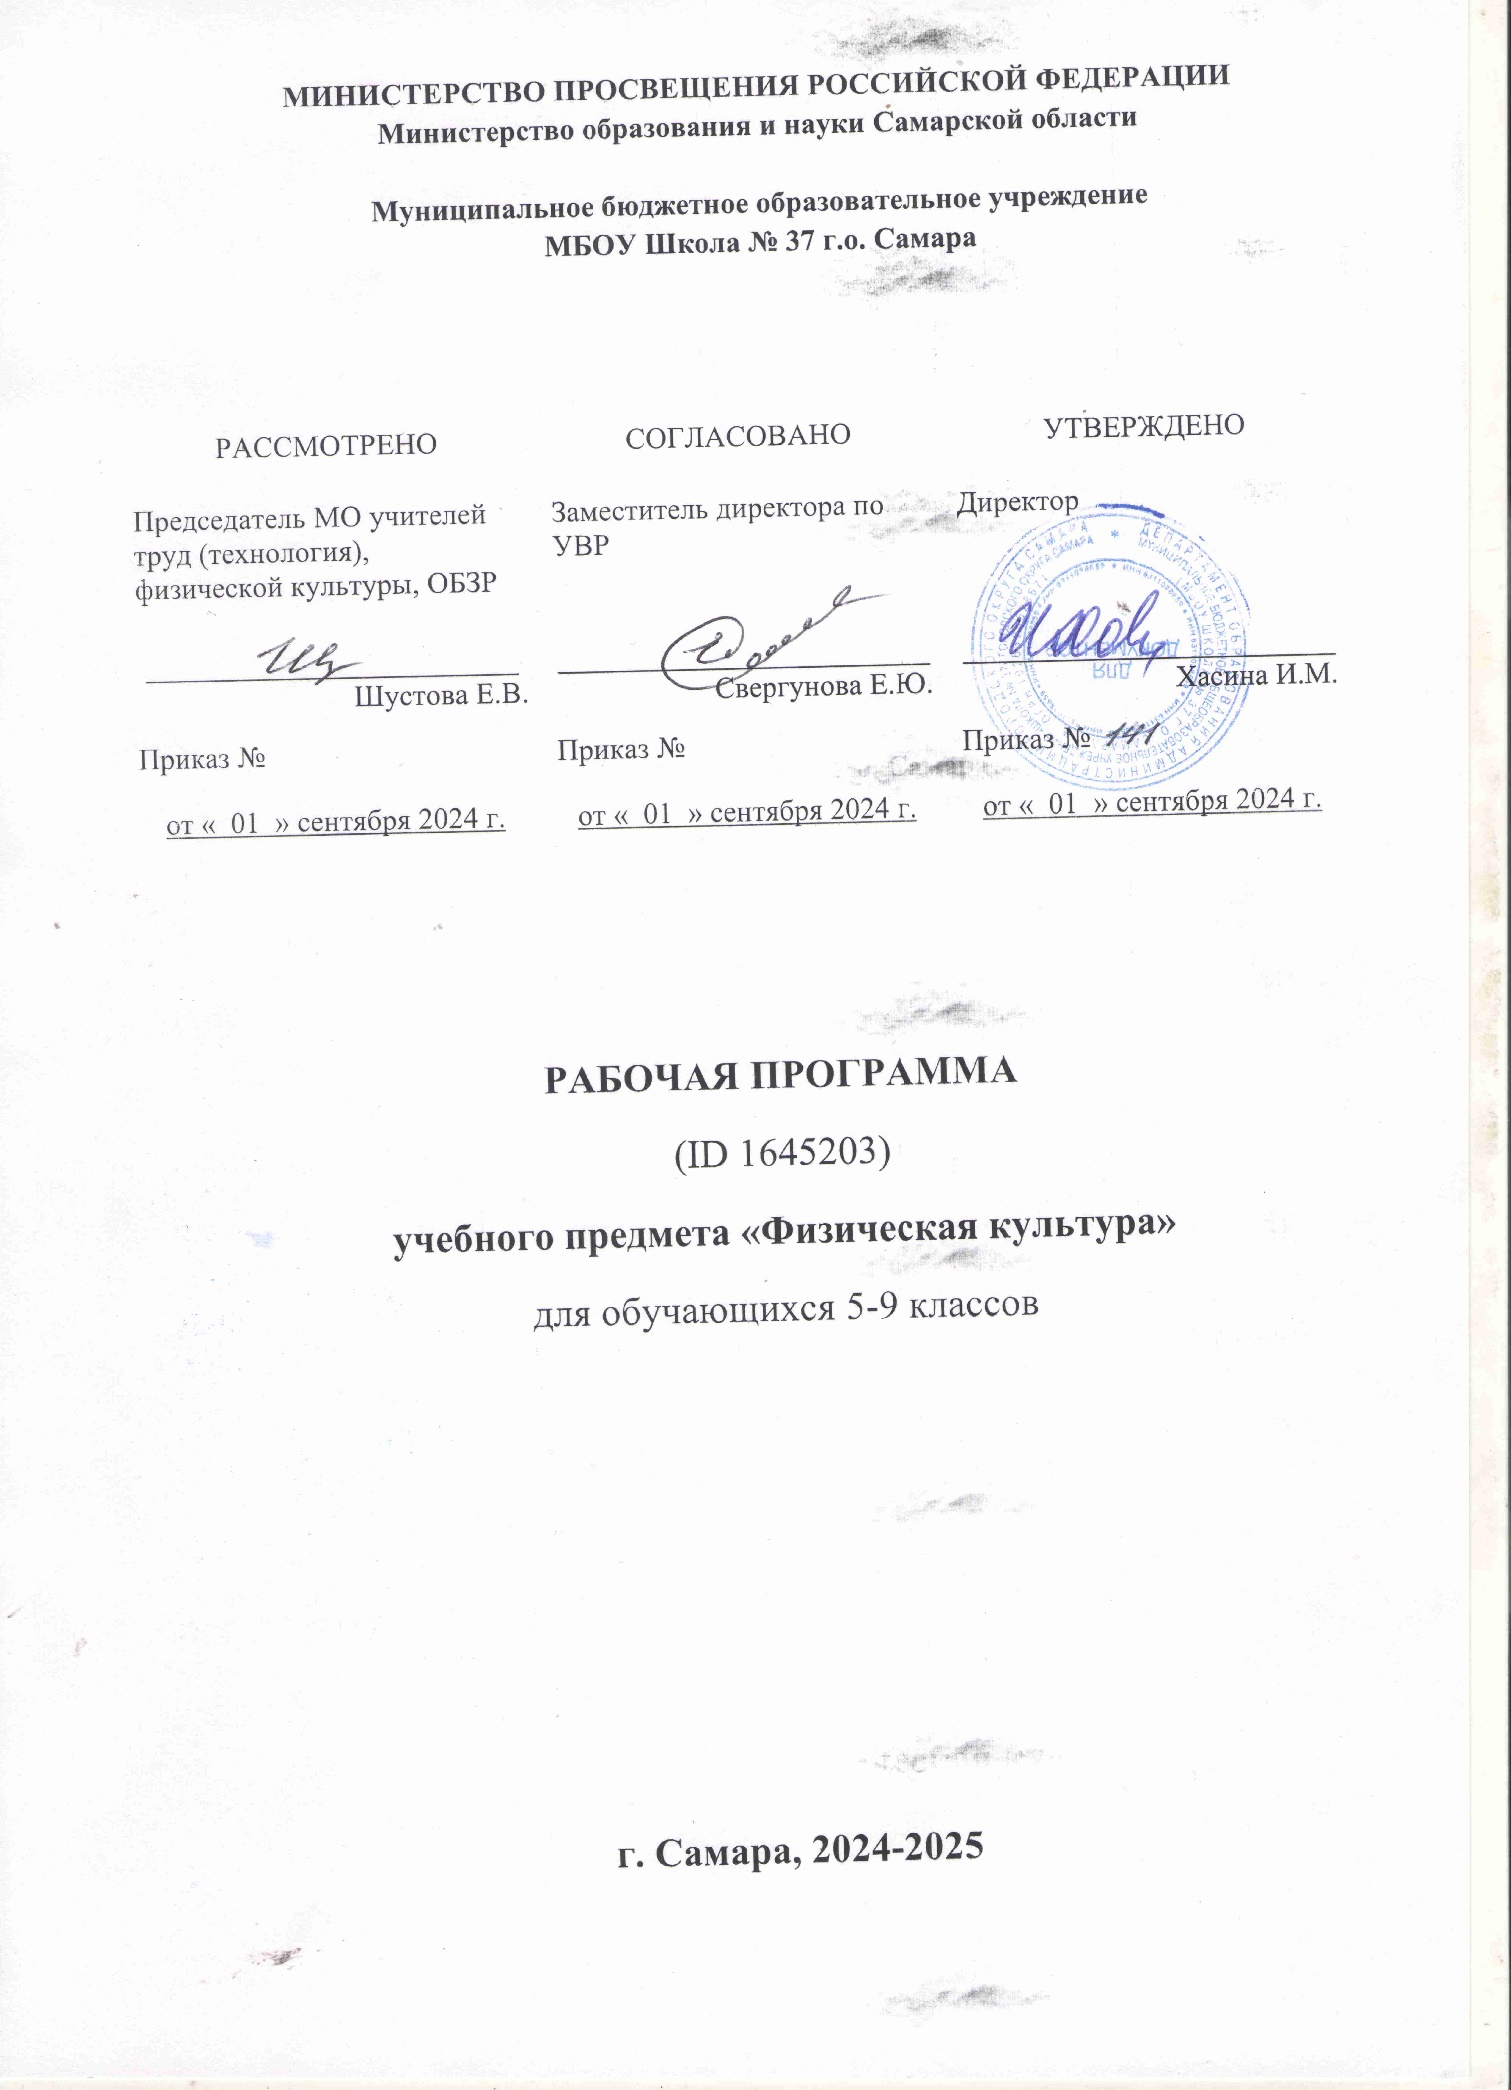 МИНИСТЕРСТВО ПРОСВЕЩЕНИЯ РОССИЙСКОЙ ФЕДЕРАЦИИ
Министерство образования и науки Самарской области
Муниципальное бюджетное образовательное учреждение
МБОУ Школа № 37 г.о. Самара
РАССМОТРЕНО
Председатель МО учителей
труд (технология),
физической культуры, ОБЗР
Шустова Е.В.
Приказ №
от « 01 » сентября 2024 г.
СОГЛАСОВАНО
Заместитель директора по
УВР
Свергунова Е.Ю.
Приказ №
от « 01 » сентября 2024 г.
УТВЕРЖДЕНО
Директор
Хасина И.М.
Приказ № 141
от « 01 » сентября 2024 г.
РАБОЧАЯ ПРОГРАММА
(ID 1645203)
учебного предмета «Физическая культура»
для обучающихся 5-9 классов
г. Самара, 2024-2025